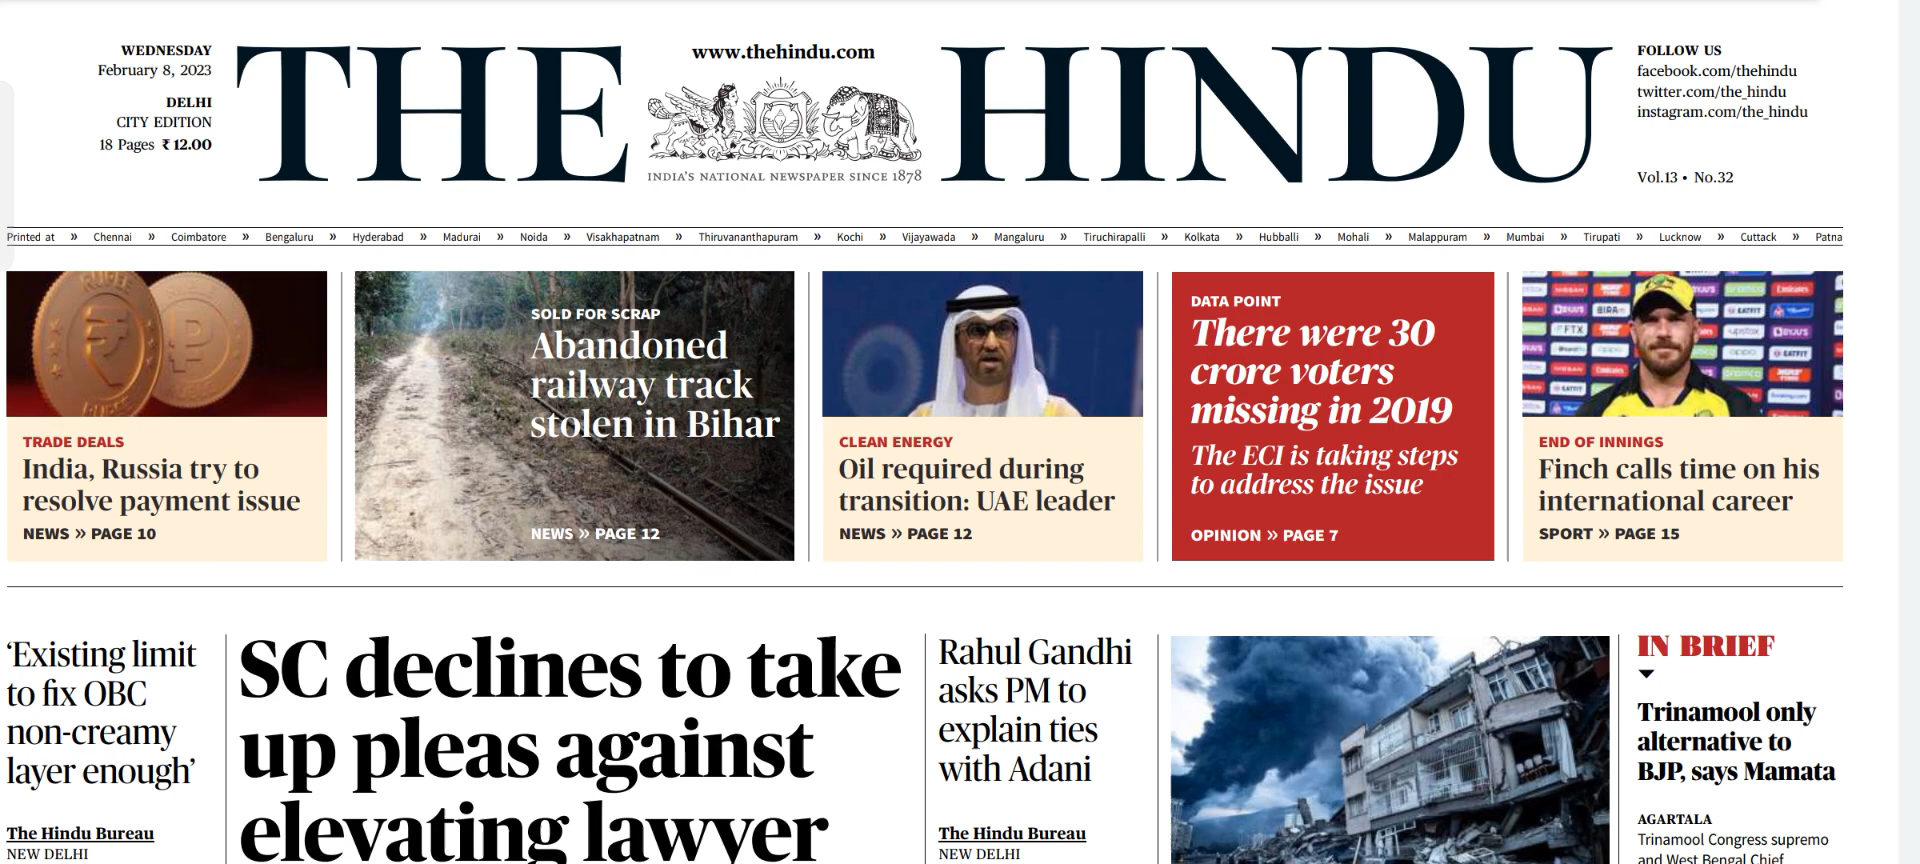 WEDNESDAY
February 8, 2023
DELHI
CITY EDITION
18 Pages ₹ 12.00
THE HINDU
www.thehindu.com
INDIA'S NATIONAL NEWSPAPER SINCE 1878
FOLLOW US
facebook.com/thehindu
twitter.com/the_hindu
instagram.com/the_hindu
Vol.13 • No.32
Printed at » Chennai » Coimbatore » Bengaluru » Hyderabad » Madurai » Noida » Visakhapatnam » Thiruvananthapuram » Kochi » Vijayawada » Mangaluru » Tiruchirapalli » Kolkata » Hubballi » Mohali » Malappuram » Mumbai » Tirupati » Lucknow » Cuttack » Patna
TRADE DEALS
India, Russia try to
resolve payment issue
NEWS » PAGE 10
SOLD FOR SCRAP
Abandoned
railway track
stolen in Bihar
NEWS » PAGE 12
CLEAN ENERGY
Oil required during
transition: UAE leader
NEWS » PAGE 12
DATA POINT
There were 30
crore voters
missing in 2019
The ECI is taking steps
to address the issue
OPINION » PAGE 7
END OF INNINGS
Finch calls time on his
international career
SPORT » PAGE 15
‘Existing limit
to fix OBC
non-creamy
layer enough’
The Hindu Bureau
NEW DELHI
SC declines to take
up pleas against
elevating lawyer
Rahul Gandhi
asks PM to
explain ties
with Adani
The Hindu Bureau
NEW DELHI
IN BRIEF
Trinamool only
alternative to
BJP, says Mamata
AGARTALA
Trinamool Congress supremo
and West Bengal Chief